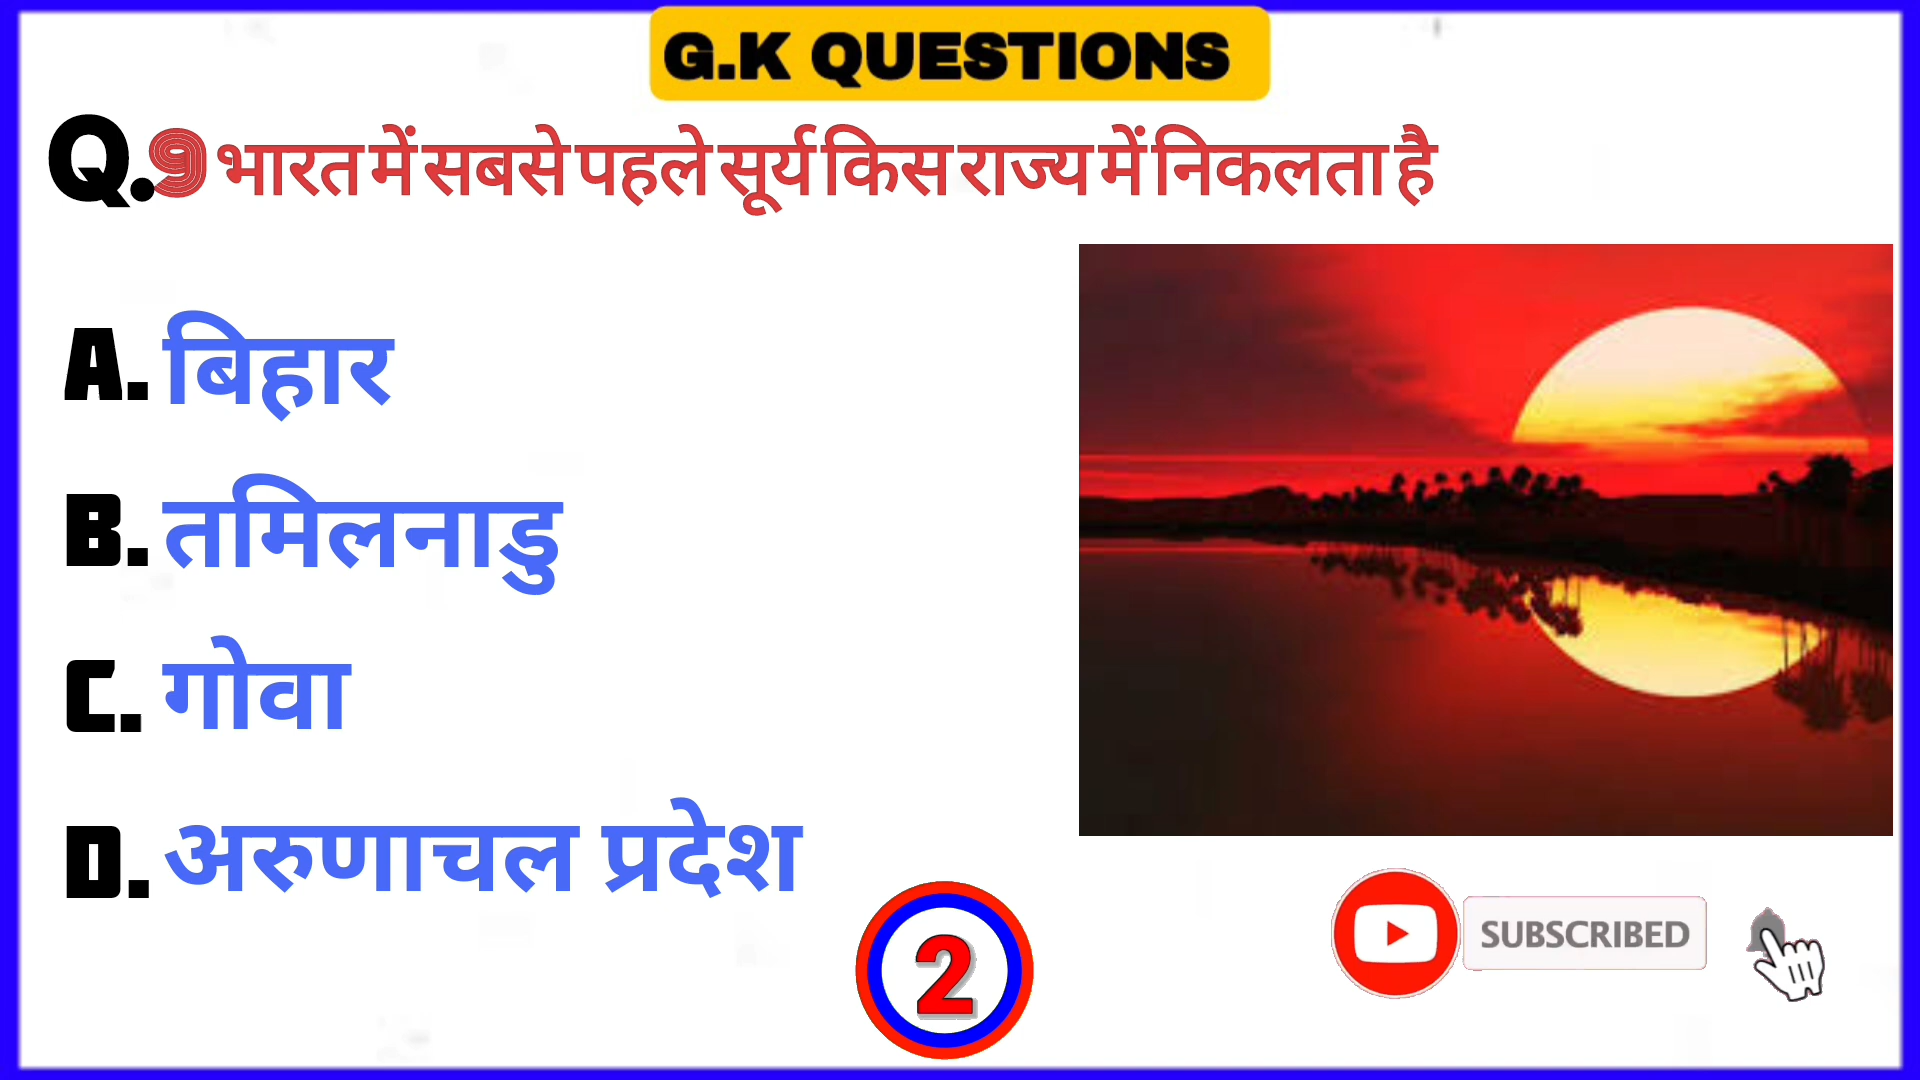 G.K QUESTIONS
Q.9 भारत में सबसे पहले सूर्य किस राज्य में निकलता है
A. बिहार
B. तमिलनाडु
C. गोवा
D. अरुणाचल प्रदेश
2
SUBSCRIBED